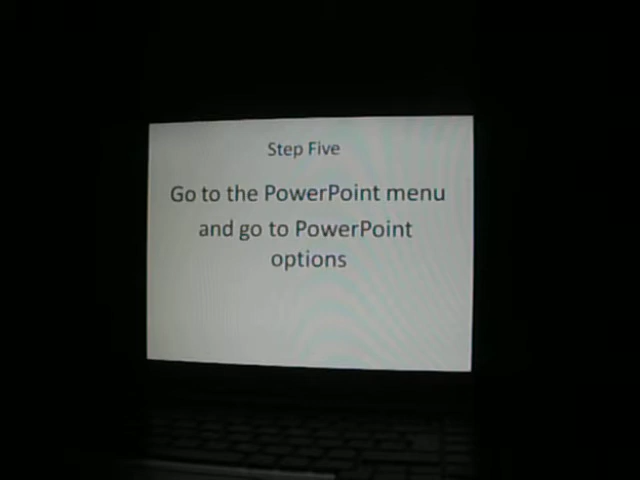 Step Five
Go to the PowerPoint menu
and go to PowerPoint
options